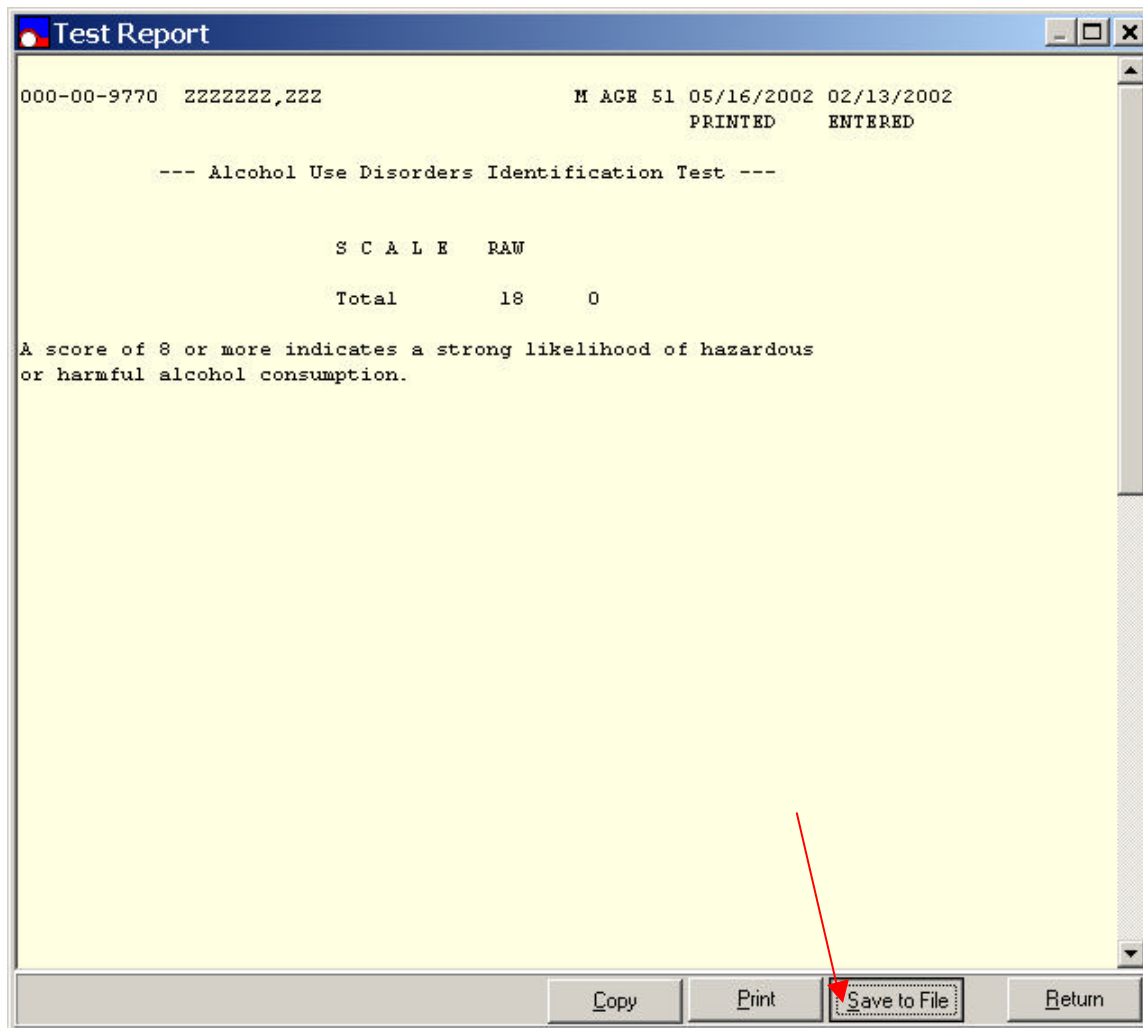 Test Report
000-00-9770 ZZZZZZZ,ZZZ M AGE 51 05/16/2002 02/13/2002
PRINTED ENTERED
--- Alcohol Use Disorders Identification Test ---
S C A L E RAW
Total 18 0
A score of 8 or more indicates a strong likelihood of hazardous
or harmful alcohol consumption.
Copy Print Save to File Return